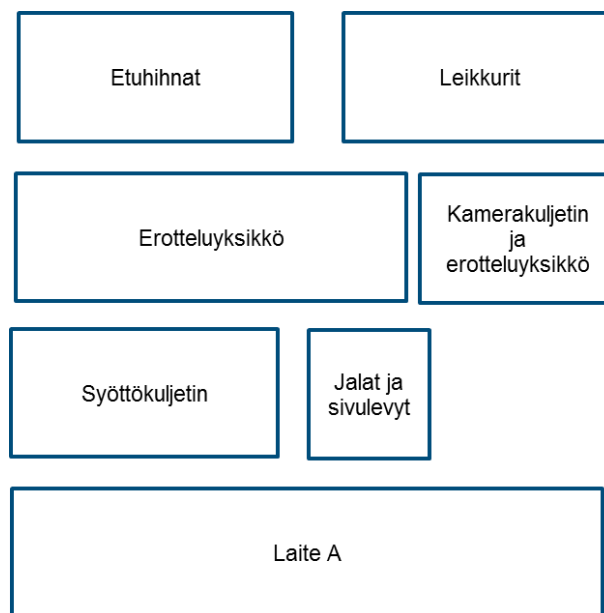 Etuhihnat
Leikkurit
Erotteluyksikkö
Kamerakuljetin
ja
erotteluyksikkö
Syöttökuljetin
Jalat ja
sivulevyt
Laite A